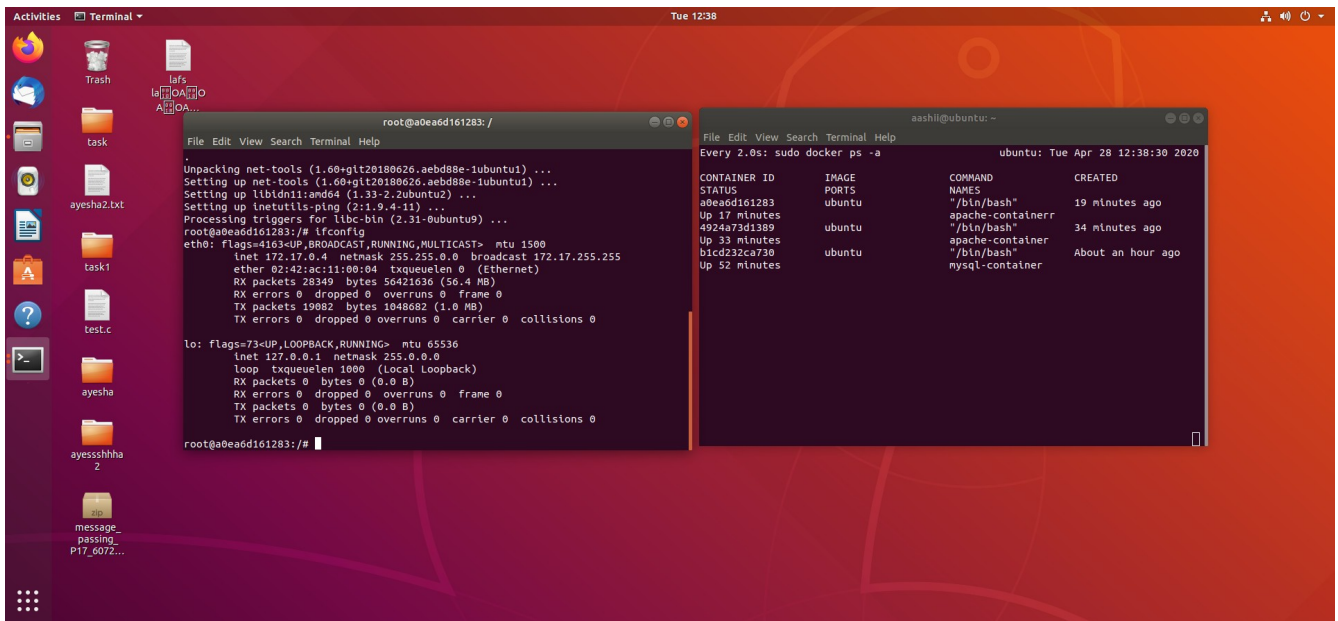 Activities Terminal Tue 12:38
Trash
lafs
task
ayesha2.txt
task1
test.c
ayesha
ayessshhha
2
zip
message_
passing_
P17_6072...
root@a0ea6d161283: /
File Edit View Search Terminal Help
.
Unpacking net-tools (1.60+git20180626.aebd88e-1ubuntu1) ...
Setting up net-tools (1.60+git20180626.aebd88e-1ubuntu1) ...
Setting up libidn11:amd64 (1.33-2.2ubuntu2) ...
Setting up inetutils-ping (2:1.9.4-11) ...
Processing triggers for libc-bin (2.31-0ubuntu9) ...
root@a0ea6d161283:/# ifconfig
eth0: flags=4163<UP,BROADCAST,RUNNING,MULTICAST> mtu 1500
inet 172.17.0.4 netmask 255.255.0.0 broadcast 172.17.255.255
ether 02:42:ac:11:00:04 txqueuelen 0 (Ethernet)
RX packets 28349 bytes 56421636 (56.4 MB)
RX errors 0 dropped 0 overruns 0 frame 0
TX packets 19082 bytes 1048682 (1.0 MB)
TX errors 0 dropped 0 overruns 0 carrier 0 collisions 0
lo: flags=73<UP,LOOPBACK,RUNNING> mtu 65536
inet 127.0.0.1 netmask 255.0.0.0
loop txqueuelen 1000 (Local Loopback)
RX packets 0 bytes 0 (0.0 B)
RX errors 0 dropped 0 overruns 0 frame 0
TX packets 0 bytes 0 (0.0 B)
TX errors 0 dropped 0 overruns 0 carrier 0 collisions 0
root@a0ea6d161283:/#
aashii@ubuntu: ~
File Edit View Search Terminal Help
Every 2.0s: sudo docker ps -a ubuntu: Tue Apr 28 12:38:30 2020
CONTAINER ID IMAGE COMMAND CREATED
STATUS PORTS NAMES
a0ea6d161283 ubuntu "/bin/bash" 19 minutes ago
Up 17 minutes apache-containerr
4924a73d1389 ubuntu "/bin/bash" 34 minutes ago
Up 33 minutes apache-container
b1cd232ca730 ubuntu "/bin/bash" About an hour ago
Up 52 minutes mysql-container